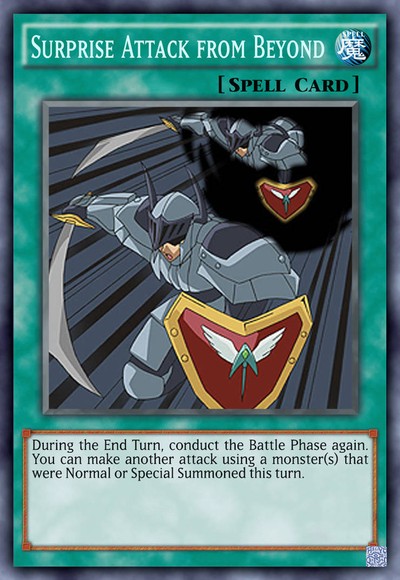 SURPRISE ATTACK FROM BEYOND
SPELL
魔
[SPELL CARD]
During the End Turn, conduct the Battle Phase again.
You can make another attack using a monster(s) that
were Normal or Special Summoned this turn.